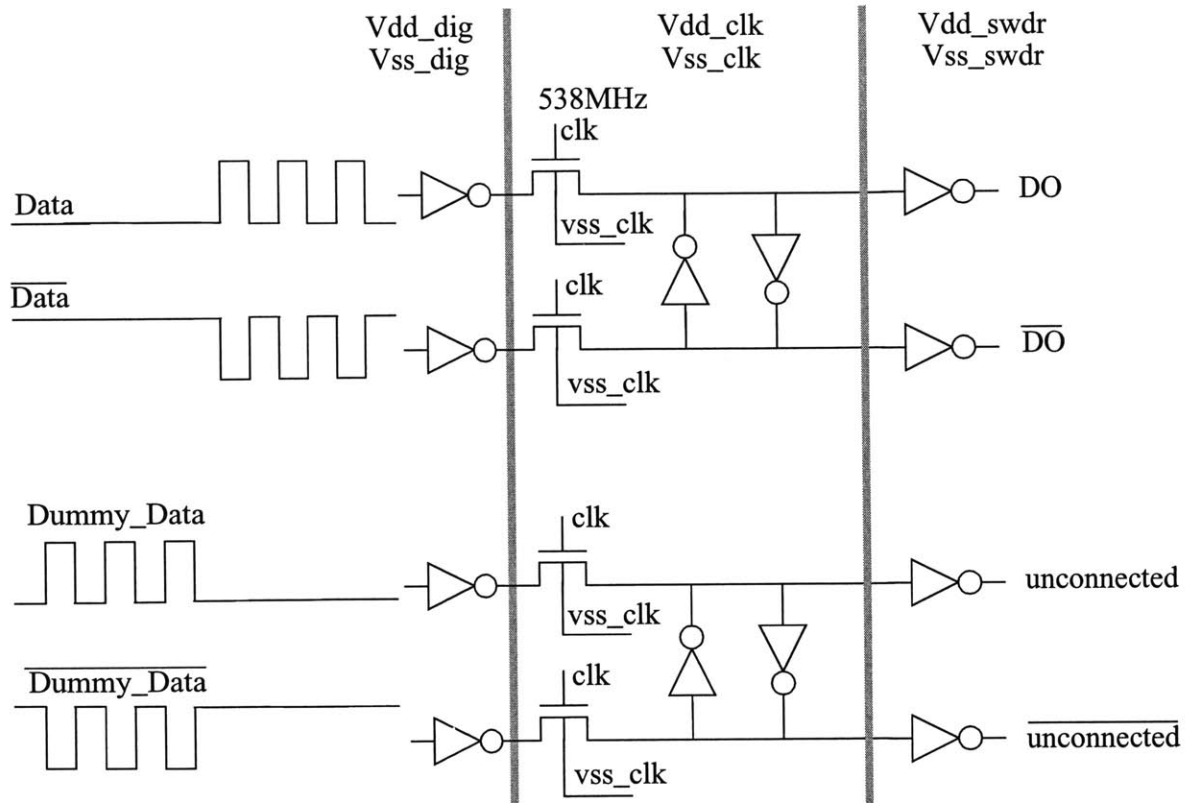 Vdd_dig
Vss_dig
Vdd_clk
Vss_clk
Vdd_swdr
Vss_swdr
538MHz
clk
Data
DO
vss_clk
clk
Data
DO
vss_clk
Dummy_Data
clk
unconnected
vss_clk
clk
Dummy_Data
unconnected
vss_clk